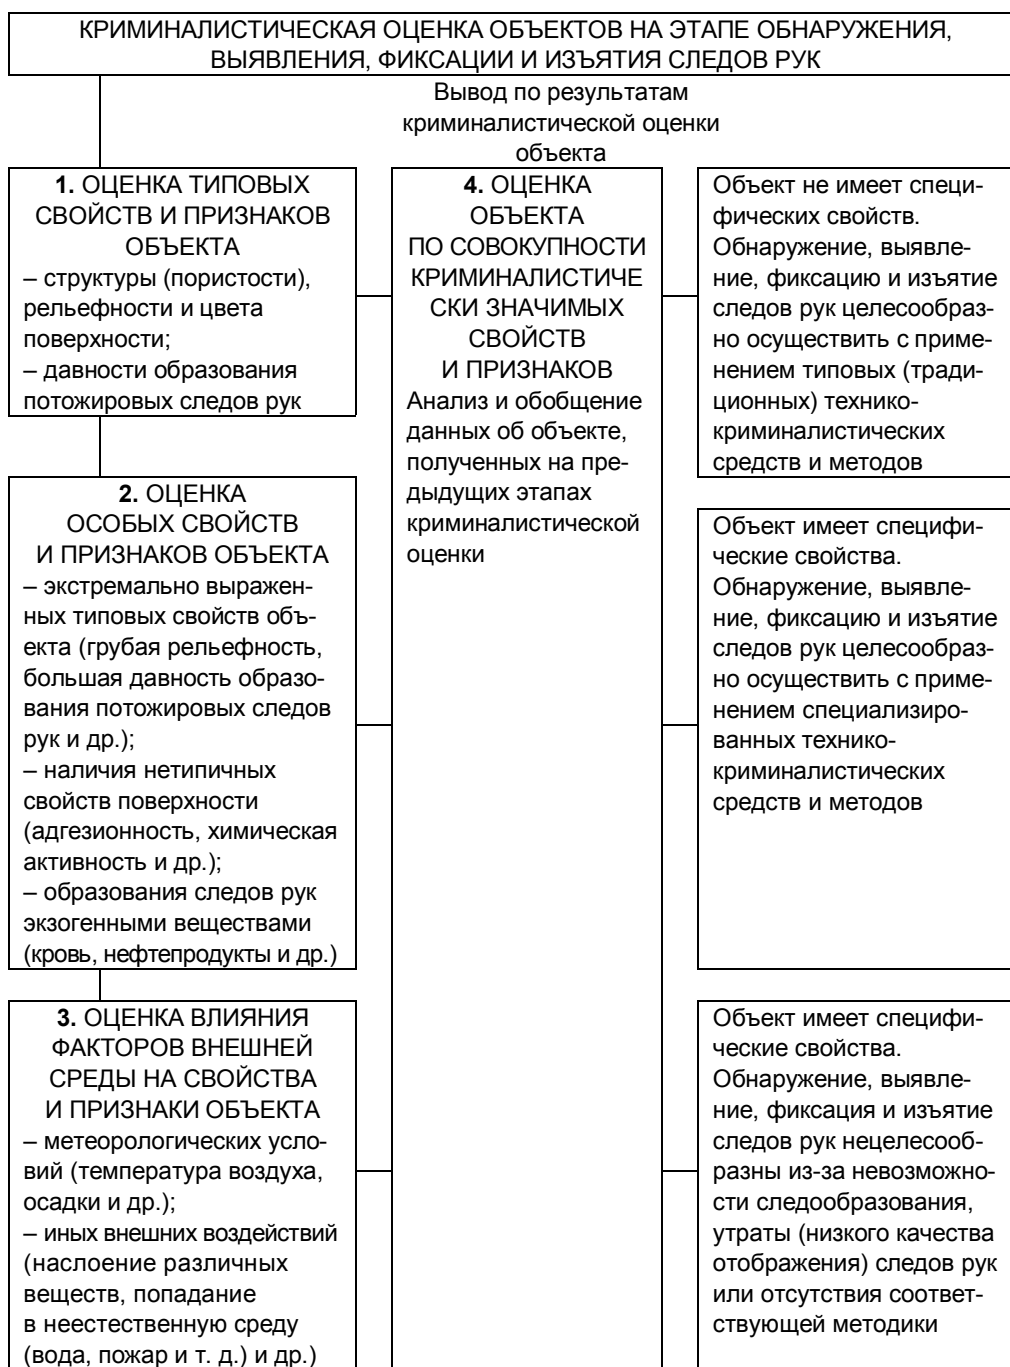 КРИМИНАЛИСТИЧЕСКАЯ ОЦЕНКА ОБЪЕКТОВ НА ЭТАПЕ ОБНАРУЖЕНИЯ,
ВЫЯВЛЕНИЯ, ФИКСАЦИИ И ИЗЪЯТИЯ СЛЕДОВ РУК
Вывод по результатам
криминалистической оценки
объекта
1. ОЦЕНКА ТИПОВЫХ
СВОЙСТВ И ПРИЗНАКОВ
ОБЪЕКТА
– структуры (пористости),
рельефности и цвета
поверхности;
– давности образования
потожировых следов рук
2. ОЦЕНКА
ОСОБЫХ СВОЙСТВ
И ПРИЗНАКОВ ОБЪЕКТА
– экстремально выражен-
ных типовых свойств объ-
екта (грубая рельефность,
большая давность образо-
вания потожировых следов
рук и др.);
– наличия нетипичных
свойств поверхности
(адгезионность, химическая
активность и др.);
– образования следов рук
экзогенными веществами
(кровь, нефтепродукты и др.)
3. ОЦЕНКА ВЛИЯНИЯ
ФАКТОРОВ ВНЕШНЕЙ
СРЕДЫ НА СВОЙСТВА
И ПРИЗНАКИ ОБЪЕКТА
– метеорологических усло-
вий (температура воздуха,
осадки и др.);
– иных внешних воздействий
(наслоение различных
веществ, попадание
в неестественную среду
(вода, пожар и т. д.) и др.)
4. ОЦЕНКА
ОБЪЕКТА
ПО СОВОКУПНОСТИ
КРИМИНАЛИСТИЧЕ
СКИ ЗНАЧИМЫХ
СВОЙСТВ
И ПРИЗНАКОВ
Анализ и обобщение
данных об объекте,
полученных на пре-
дыдущих этапах
криминалистической
оценки
Объект не имеет специ-
фических свойств.
Обнаружение, выявле-
ние, фиксацию и изъятие
следов рук целесообраз-
но осуществить с приме-
нением типовых (тради-
ционных) технико-
криминалистических
средств и методов
Объект имеет специфи-
ческие свойства.
Обнаружение, выявле-
ние, фиксацию и изъятие
следов рук целесообраз-
но осуществить с приме-
нением специализиро-
ванных технико-
криминалистических
средств и методов
Объект имеет специфи-
ческие свойства.
Обнаружение, выявле-
ние, фиксация и изъятие
следов рук нецелесооб-
разны из-за невозможно-
сти следообразования,
утраты (низкого качества
отображения) следов рук
или отсутствия соответ-
ствующей методики